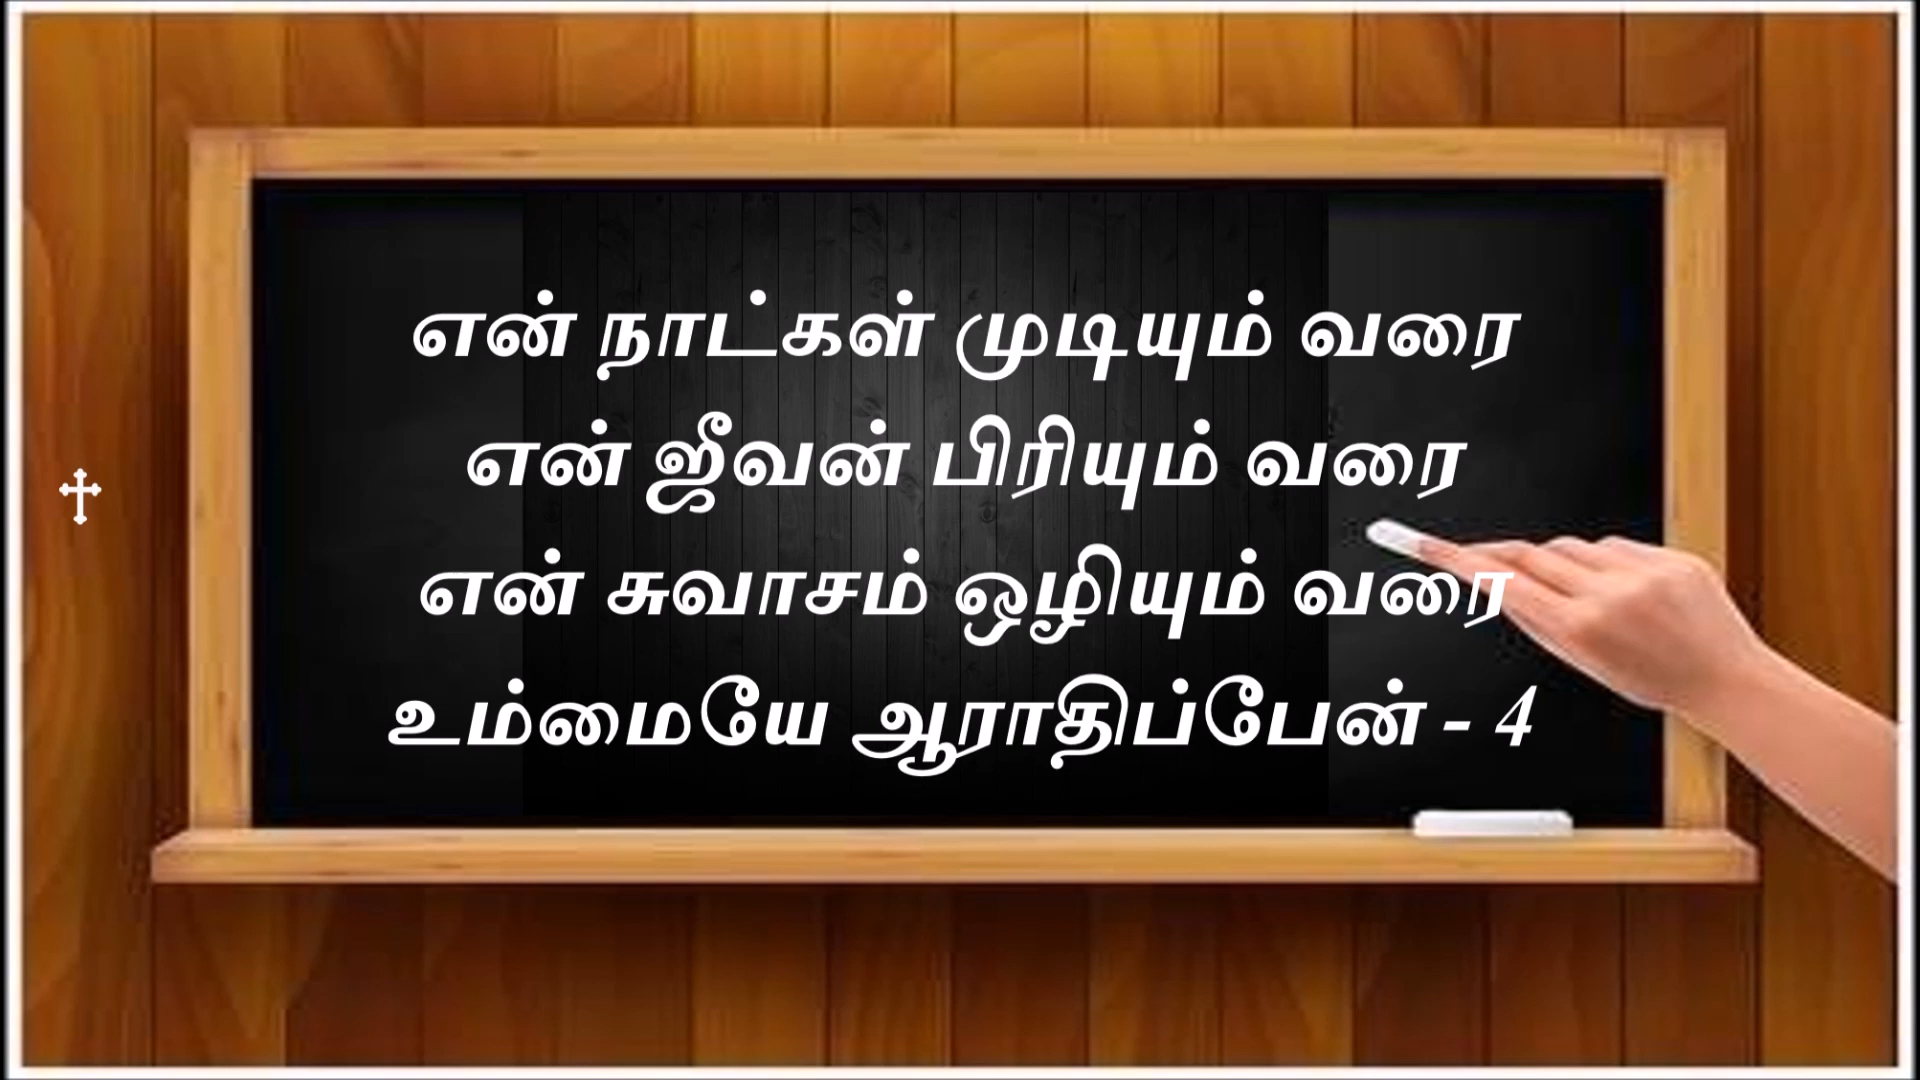 என் நாட்கள் முடியும் வரை
என் ஜீவன் பிரியும் வரை
என் சுவாசம் ஒழியும் வரை
உம்மையே ஆராதிப்பேன் - 4